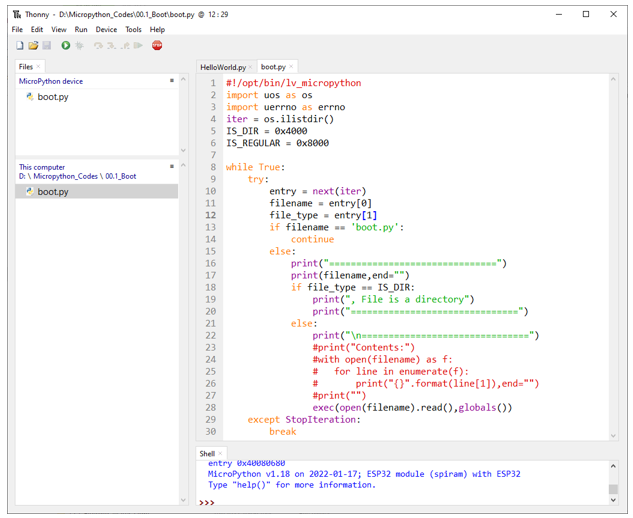 Thonny - D:\Micropython_Codes\00.1_Boot\boot.py @ 12 : 29
File Edit View Run Device Tools Help
STOP
Files ×
MicroPython device
boot.py
This computer
D: \ Micropython_Codes \ 00.1_Boot
boot.py
HelloWorld.py × boot.py ×
1 #!/opt/bin/lv_micropython
2 import uos as os
3 import uerrno as errno
4 iter = os.ilistdir()
5 IS_DIR = 0x4000
6 IS_REGULAR = 0x8000
7
8 while True:
9     try:
10         entry = next(iter)
11         filename = entry[0]
12         file_type = entry[1]
13         if filename == 'boot.py':
14             continue
15         else:
16             print("===============================")
17             print(filename,end="")
18             if file_type == IS_DIR:
19                 print(", File is a directory")
20                 print("===============================")
21             else:
22                 print("\n===============================")
23                 #print("Contents:")
24                 #with open(filename) as f:
25                 #   for line in enumerate(f):
26                 #       print("{}".format(line[1]),end="")
27                 #print("")
28                 exec(open(filename).read(),globals())
29     except StopIteration:
30         break
Shell ×
entry 0x40080680
MicroPython v1.18 on 2022-01-17; ESP32 module (spiram) with ESP32
Type "help()" for more information.
>>>